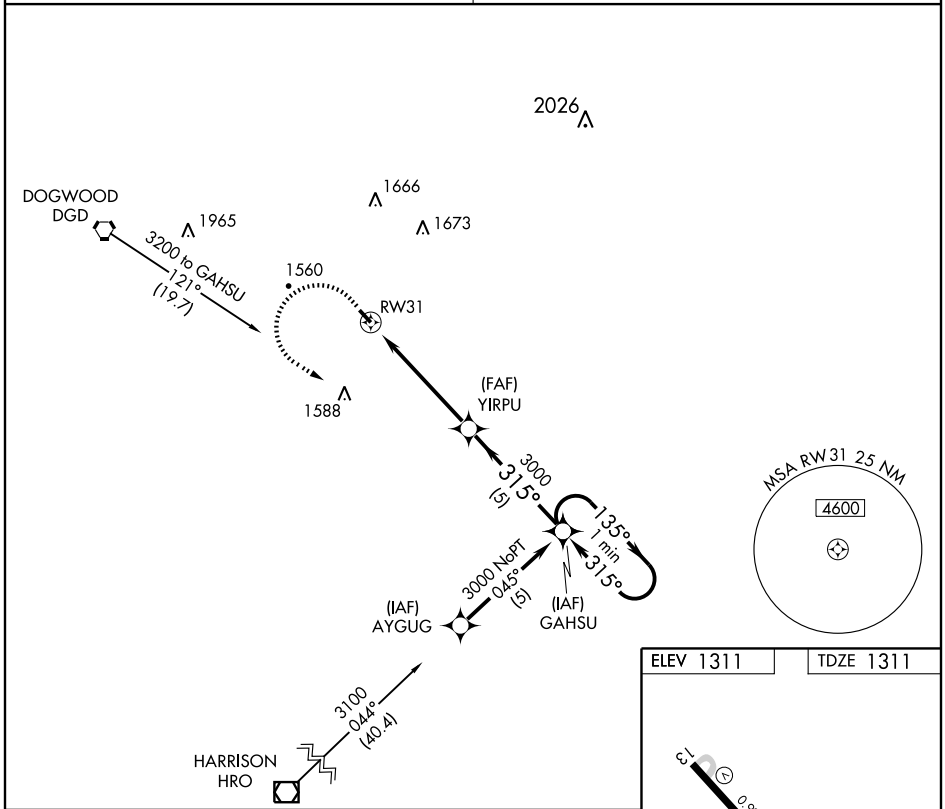 2026
DOGWOOD
DGD
1965
1666
1673
3200 to GAHSU
121°
(19.7)
1560
RW31
1588
(FAF)
YIRPU
3000
315°
(5)
135°
1 min
315°
MSA RW31 25 NM
4600
3000 NoPT
045°
(5)
(IAF)
AYGUG
(IAF)
GAHSU
3100
044°
(40.4)
HARRISON
HRO
ELEV 1311
TDZE 1311
13
V